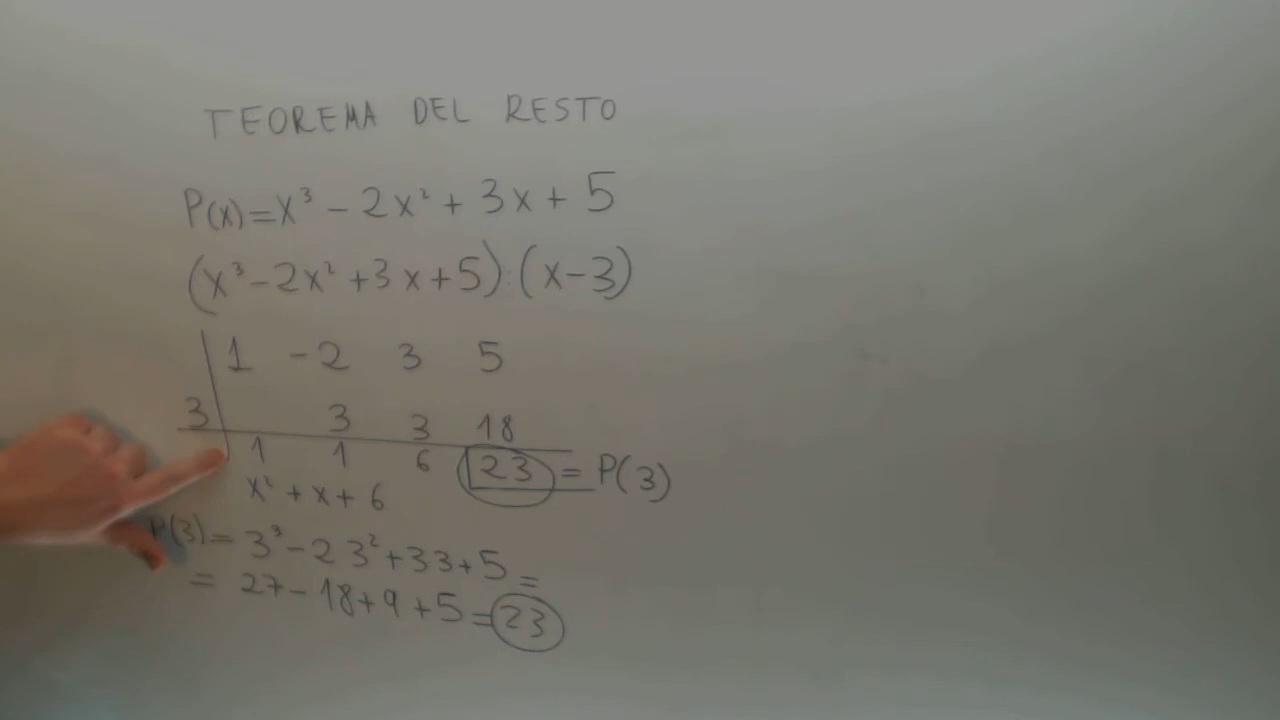 TEOREMA DEL RESTO
P(x)=x³-2x²+3x+5
(x³-2x²+3x+5):(x-3)
1 -2 3 5
3 3 3 18
1 1 6 23 = P(3)
x²+x+6
P(3)=3³-2 3²+3 3+5=
=27-18+9+5=23